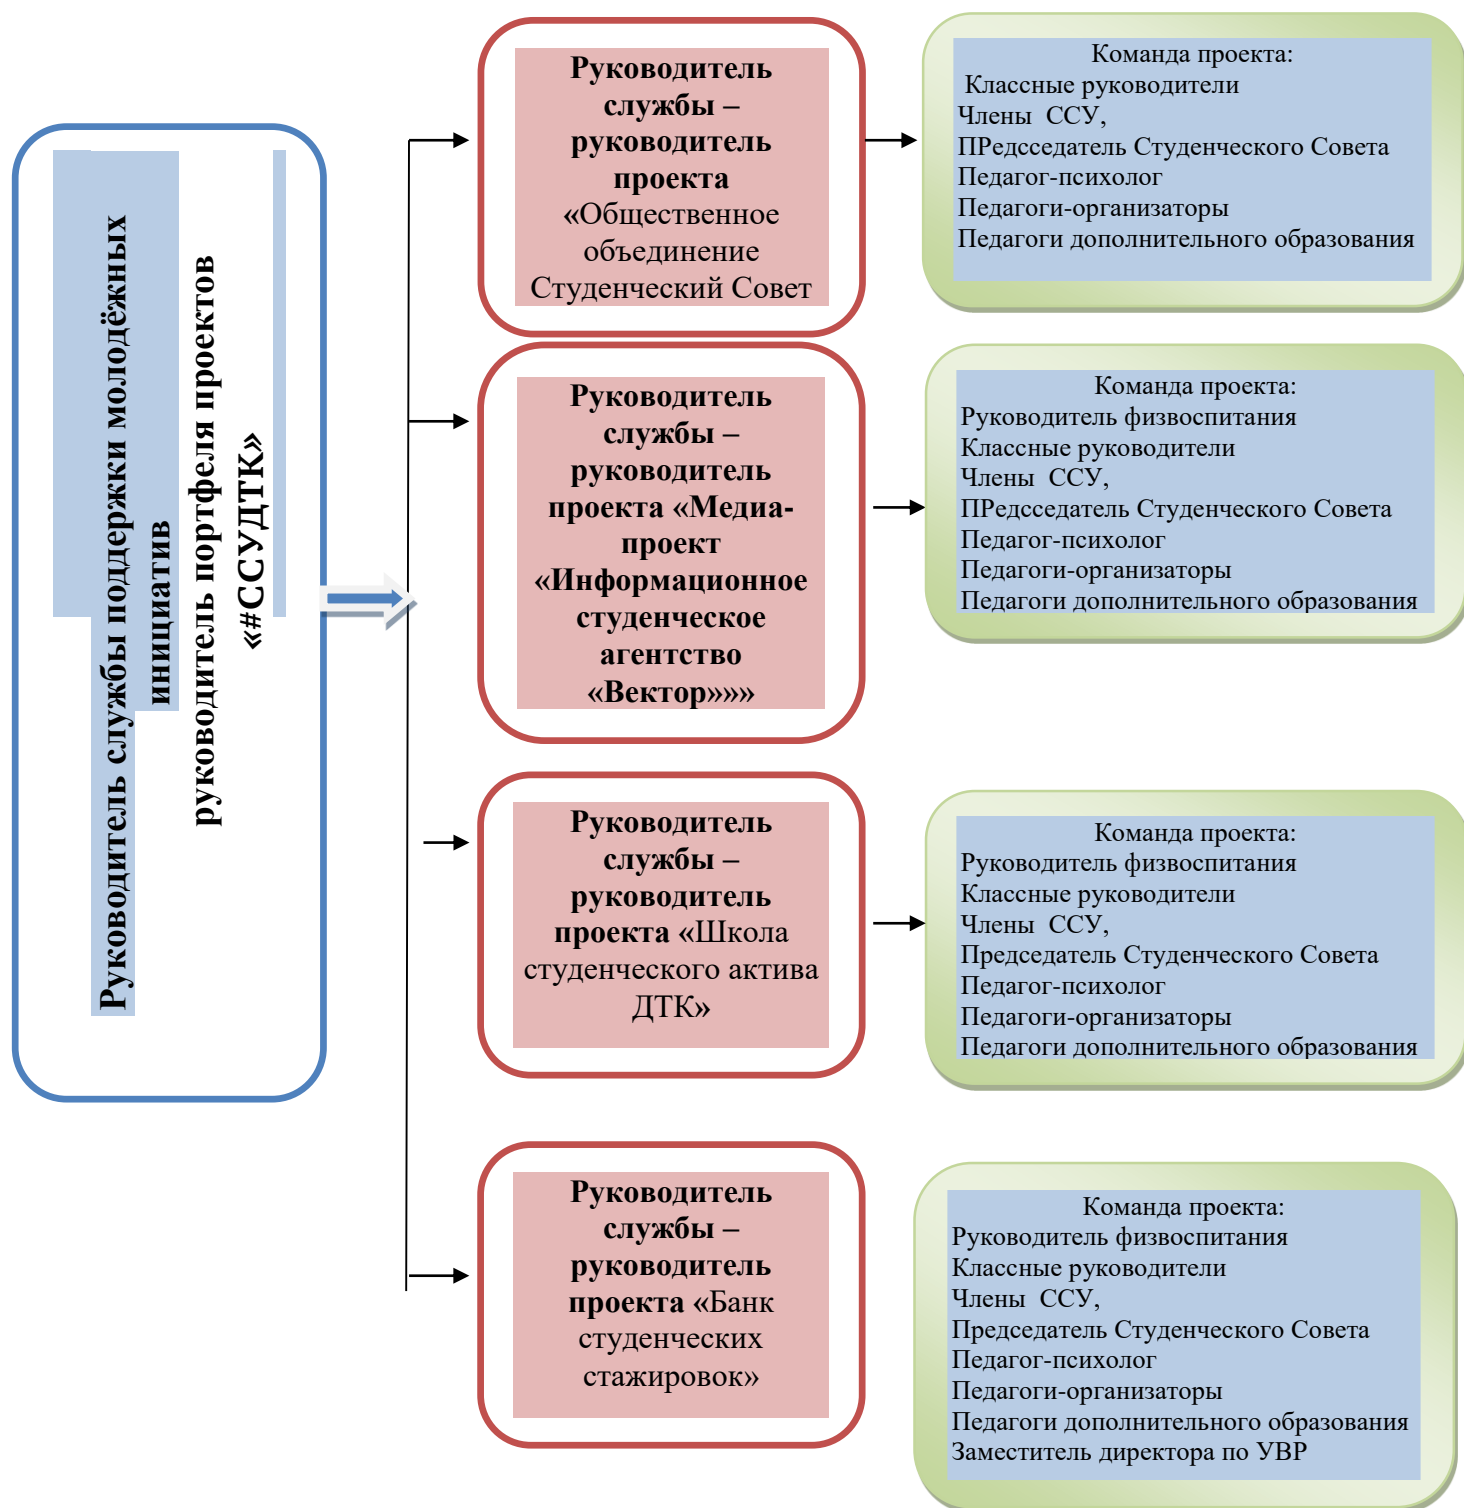 Руководитель службы поддержки молодёжных
инициатив
руководитель портфеля проектов
«#ССУДТК»
Руководитель
службы –
руководитель
проекта
«Общественное
объединение
Студенческий Совет
Команда проекта:
Классные руководители
Члены  ССУ,
ПРедсседатель Студенческого Совета
Педагог-психолог
Педагоги-организаторы
Педагоги дополнительного образования
Руководитель
службы –
руководитель
проекта «Медиа-
проект
«Информационное
студенческое
агентство
«Вектор»»»
Команда проекта:
Руководитель физвоспитания
Классные руководители
Члены  ССУ,
ПРедсседатель Студенческого Совета
Педагог-психолог
Педагоги-организаторы
Педагоги дополнительного образования
Руководитель
службы –
руководитель
проекта «Школа
студенческого актива
ДТК»
Команда проекта:
Руководитель физвоспитания
Классные руководители
Члены  ССУ,
Председатель Студенческого Совета
Педагог-психолог
Педагоги-организаторы
Педагоги дополнительного образования
Руководитель
службы –
руководитель
проекта «Банк
студенческих
стажировок»
Команда проекта:
Руководитель физвоспитания
Классные руководители
Члены  ССУ,
Председатель Студенческого Совета
Педагог-психолог
Педагоги-организаторы
Педагоги дополнительного образования
Заместитель директора по УВР